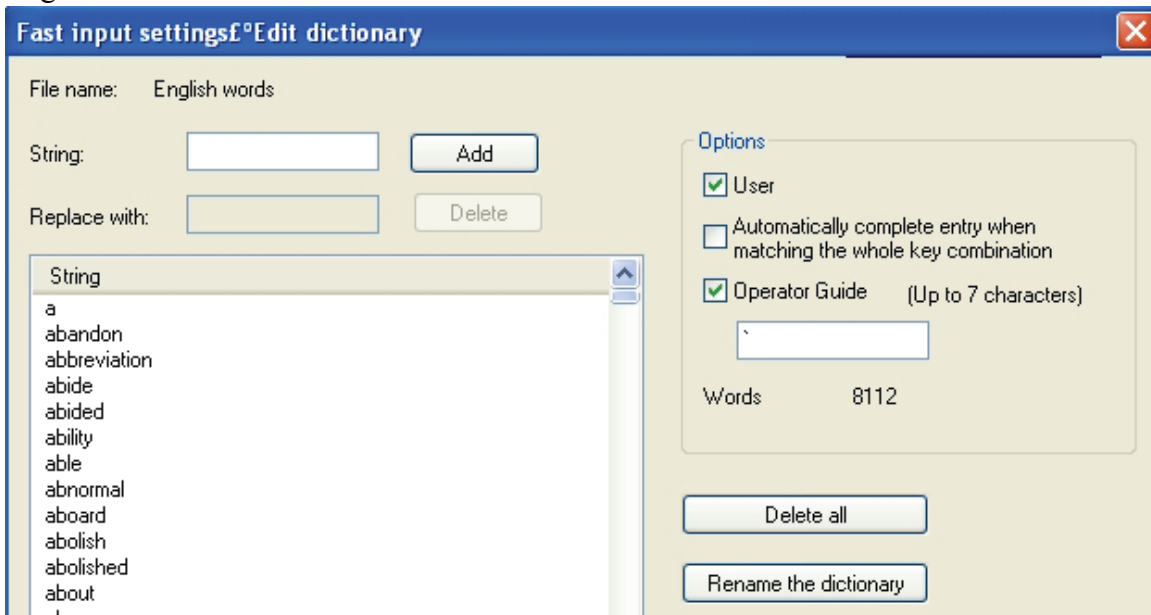 Fast input settings£ºEdit dictionary
File name: English words
String:
Add
Replace with:
Delete
String
a
abandon
abbreviation
abide
abided
ability
able
abnormal
aboard
abolish
abolished
about
Options
User
Automatically complete entry when
matching the whole key combination
Operator Guide (Up to 7 characters)
`
Words 8112
Delete all
Rename the dictionary